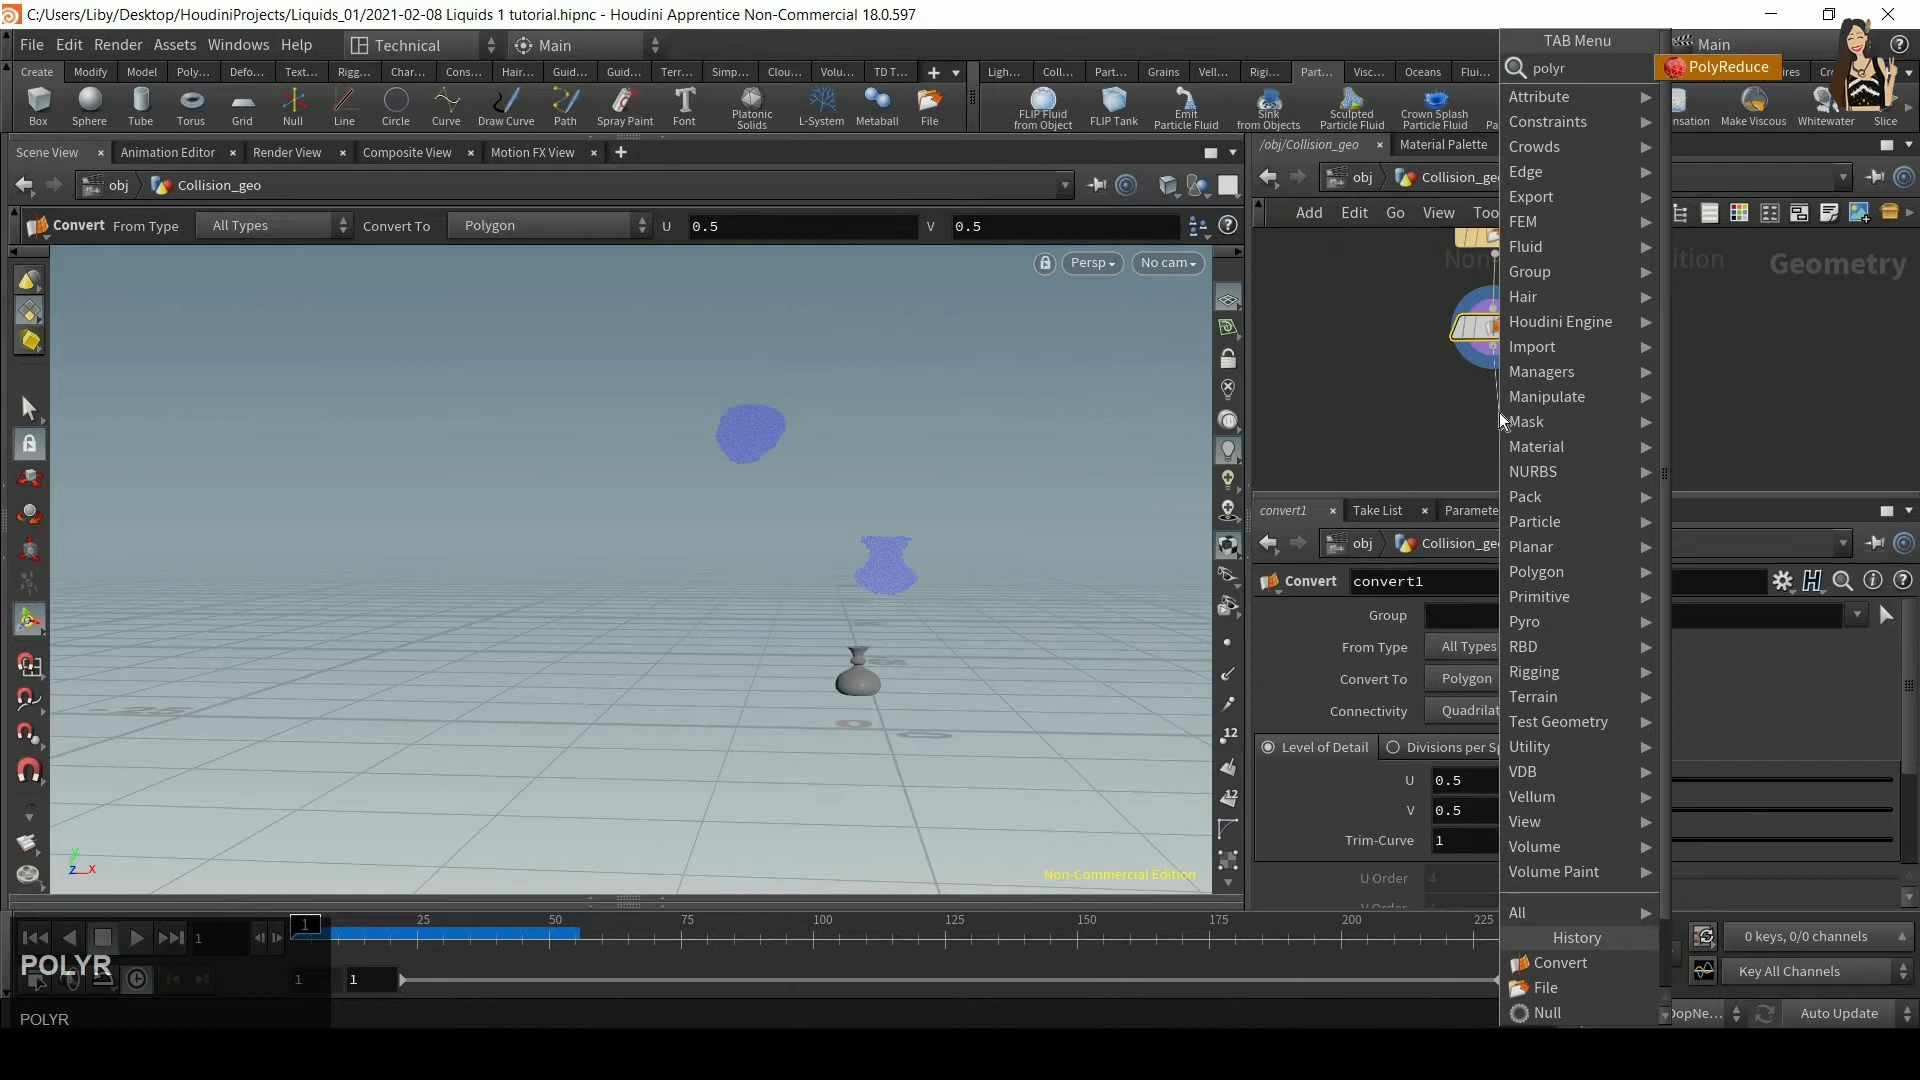 C:/Users/Liby/Desktop/HoudiniProjects/Liquids_01/2021-02-08 Liquids 1 tutorial.hipnc - Houdini Apprentice Non-Commercial 18.0.597
File Edit Render Assets Windows Help Technical Main
Main
Create Modify Model Poly... Defo... Text... Rigg... Char... Cons... Hair... Guid... Guid... Terr... Simp... Clou... Volu... TD T...
Ligh... Coll... Part... Grains Vell... Rigi... Part... Visc... Oceans Flui...
Box Sphere Tube Torus Grid Null Line Circle Curve Draw Curve Path Spray Paint Font Platonic Solids L-System Metaball File
FLIP Fluid from Object FLIP Tank Emit Particle Fluid Sink from Objects Sculpted Particle Fluid Crown Splash Particle Fluid
Make Viscous Whitewater Slice
Scene View Animation Editor Render View Composite View Motion FX View
obj Collision_geo
Convert From Type All Types Convert To Polygon U 0.5 V 0.5
Persp No cam
Non-Commercial Edition
12
12
/obj/Collision_geo Material Palette
obj Collision_geo
Add Edit Go View
Geometry
convert1 Take List
obj Collision_geo
Convert convert1
Group
From Type All Types
Convert To Polygon
Connectivity
Level of Detail
U 0.5
V 0.5
Trim-Curve 1
U Order 4
TAB Menu
polyr
PolyReduce
Attribute
Constraints
Crowds
Edge
Export
FEM
Fluid
Group
Hair
Houdini Engine
Import
Managers
Manipulate
Mask
Material
NURBS
Pack
Particle
Planar
Polygon
Primitive
Pyro
RBD
Rigging
Terrain
Test Geometry
Utility
VDB
Vellum
View
Volume
Volume Paint
All
History
Convert
File
Null
1 25 50 75 100 125 150 175 200 225
1
1 1
POLYR
POLYR
0 keys, 0/0 channels
Key All Channels
Auto Update
x
y
z